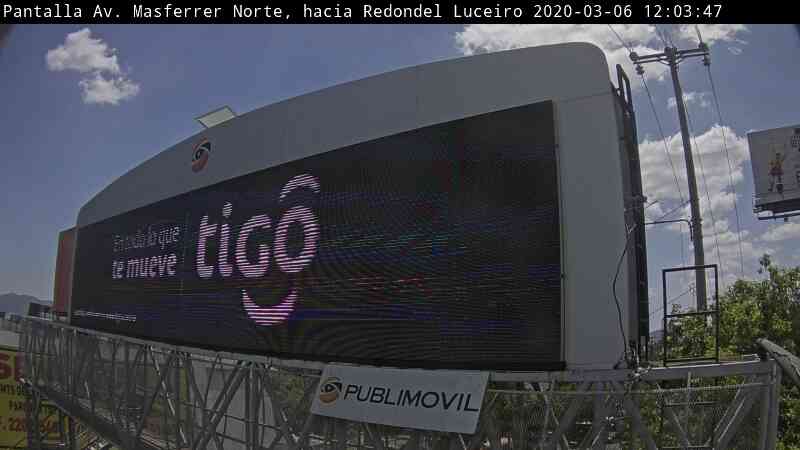 Pantalla Av. Masferrer Norte, hacia Redondel Luceiro 2020-03-06 12:03:47
En todo lo que
te mueve
tigo
PUBLIMOVIL